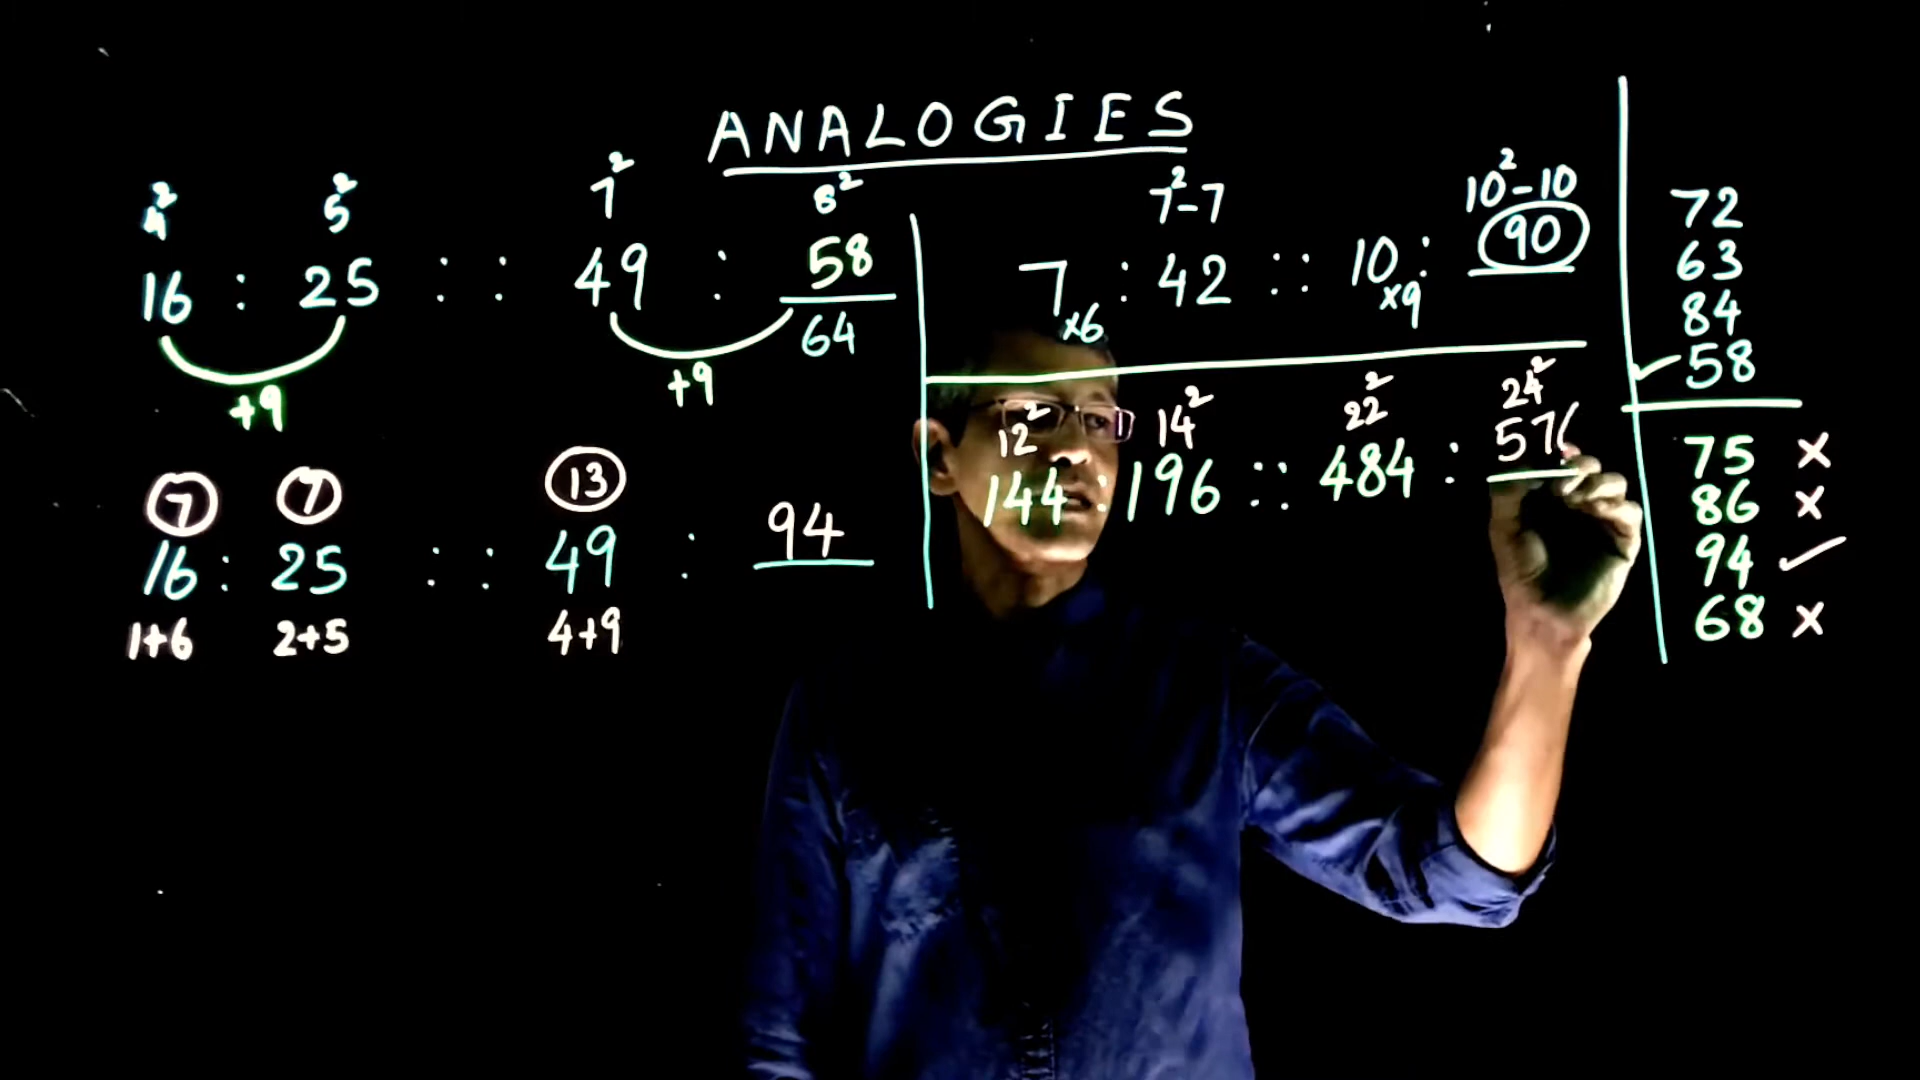 ANALOGIES
4² 5² 7² 8²
16 : 25 :: 49 : 58
64
+9 +9
7²-7 10²-10
7 : 42 :: 10 : 90
x6 x9
7 7 13
16 : 25 :: 49 : 94
1+6 2+5 4+9
12² 14² 22² 24²
144 : 196 :: 484 : 576
72
63
84
✓58
75 x
86 x
94 ✓
68 x